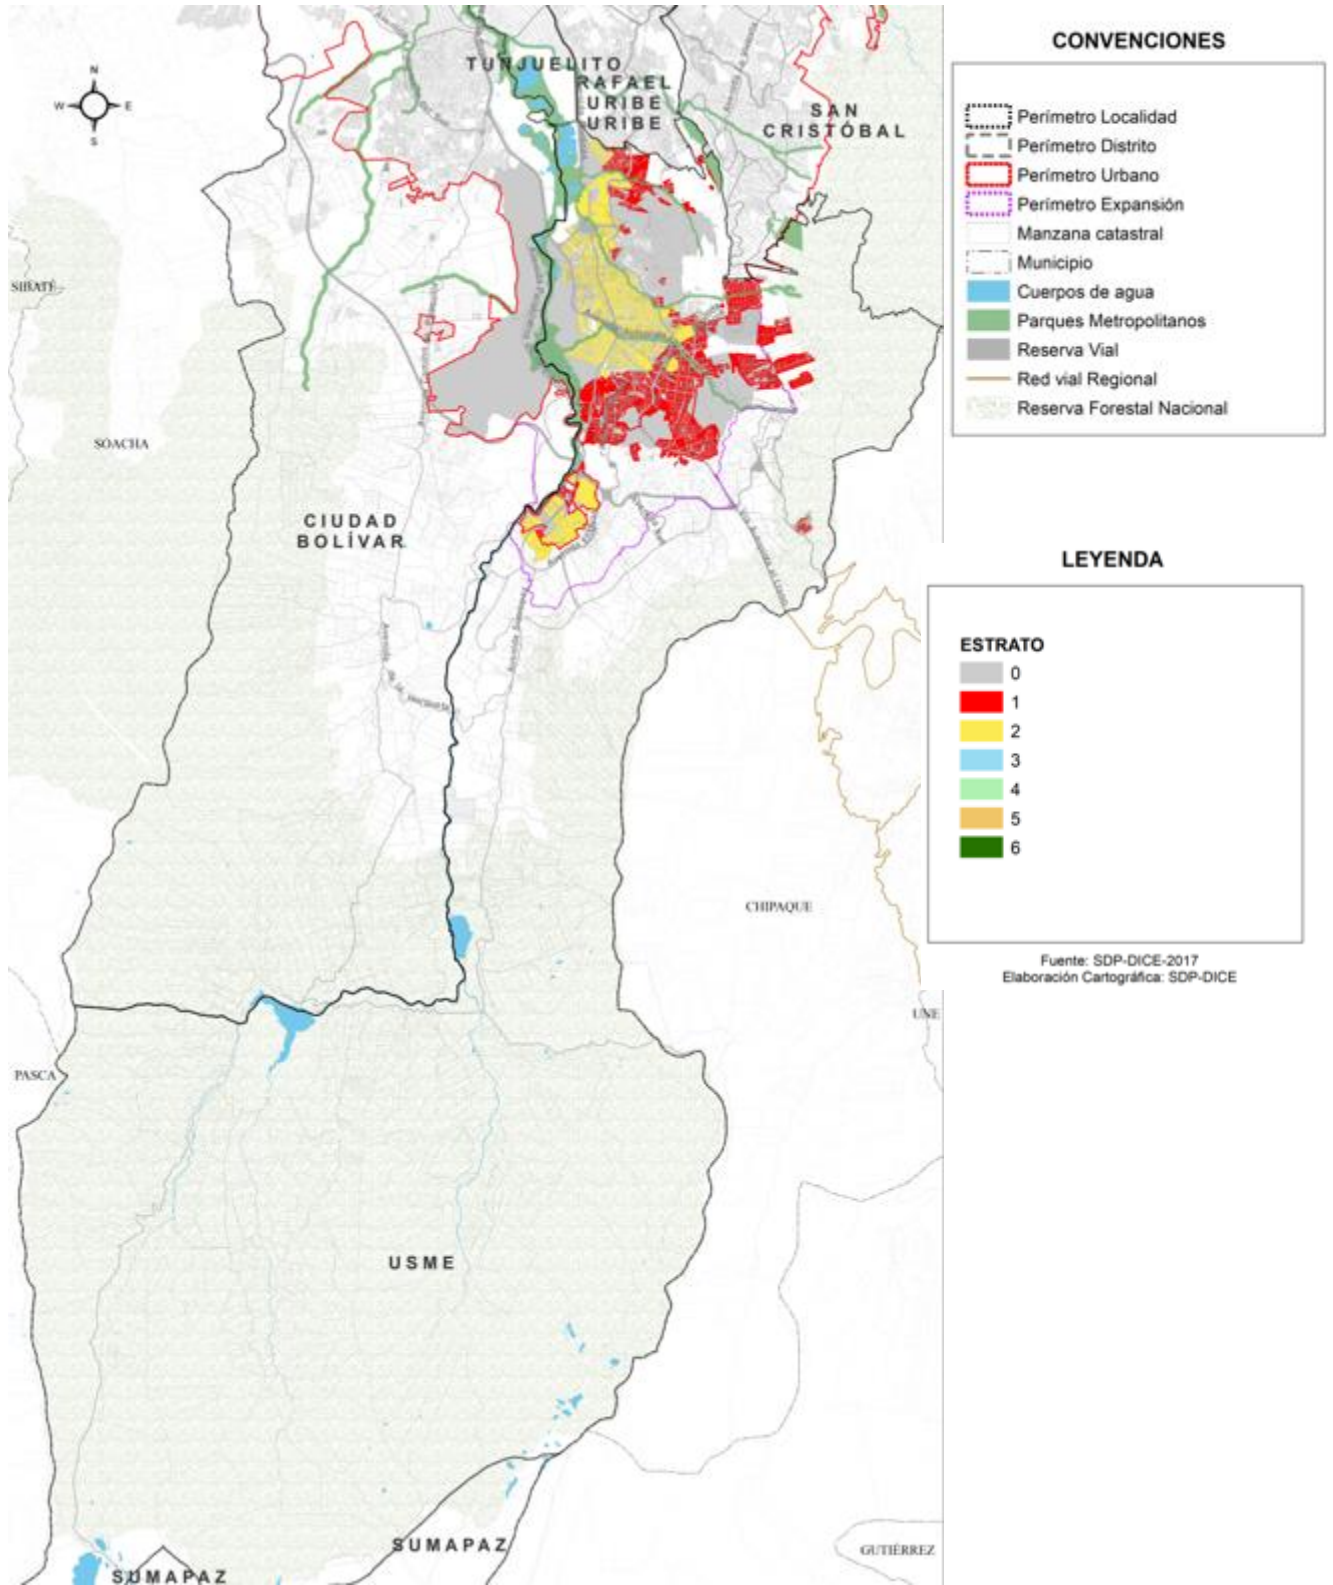 N
W E
S
TUNJUELITO
RAFAEL
URIBE
URIBE
SAN
CRISTÓBAL
SIBATÉ
SOACHA
CIUDAD
BOLÍVAR
CHIPAQUE
UNE
PASCA
USME
SUMAPAZ
SUMAPAZ
GUTIÉRREZ
CONVENCIONES
Perímetro Localidad
Perímetro Distrito
Perímetro Urbano
Perímetro Expansión
Manzana catastral
Municipio
Cuerpos de agua
Parques Metropolitanos
Reserva Vial
Red vial Regional
Reserva Forestal Nacional
LEYENDA
ESTRATO
0
1
2
3
4
5
6
Fuente: SDP-DICE-2017
Elaboración Cartográfica: SDP-DICE